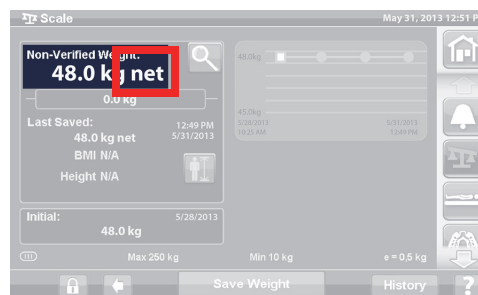 Scale
May 31, 2013 12:51 P
Non-Verified Weight:
48.0 kg net
0.0 kg
Last Saved:
12:49 PM
48.0 kg net
5/31/2013
BMI N/A
Height N/A
Initial:
5/28/2013
48.0 kg
48.0kg
45.0kg
5/28/2013
10:25 AM
5/31/2013
12:49 PM
Max 250 kg
Min 10 kg
e = 0,5 kg
Save Weight
History
?